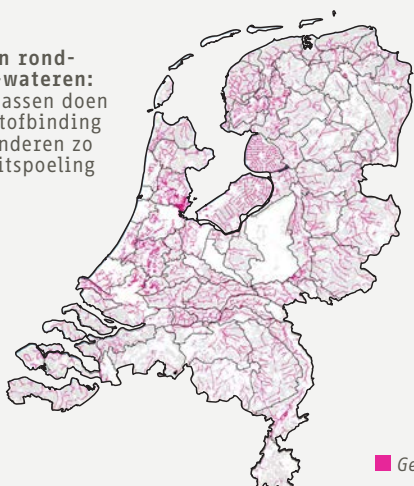 n rond-
wateren:
assen doen
tofbinding
nderen zo
itspoeling
Ge